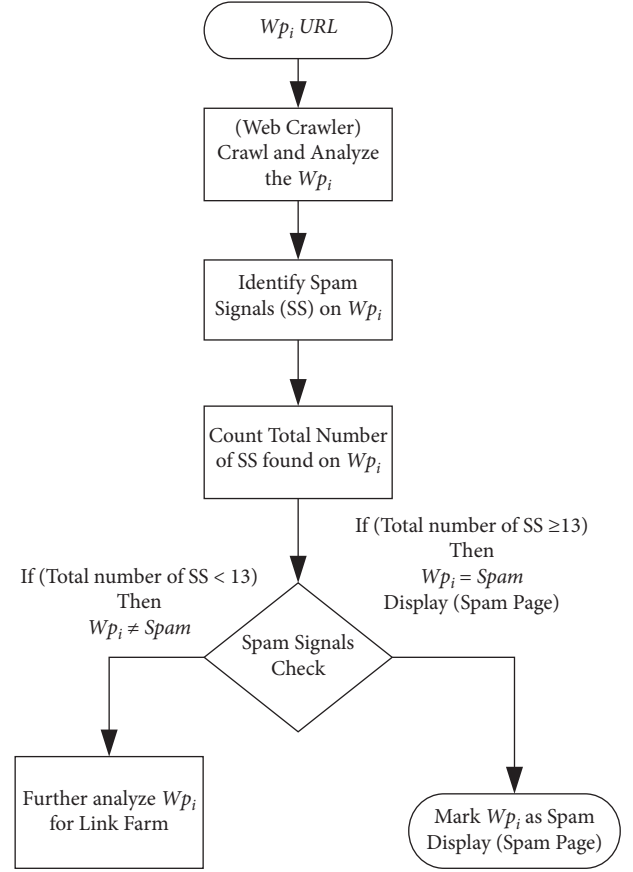 Wpᵢ URL
(Web Crawler)
Crawl and Analyze
the Wpᵢ
Identify Spam
Signals (SS) on Wpᵢ
Count Total Number
of SS found on Wpᵢ
If (Total number of SS ≥13)
Then
Wpᵢ = Spam
Display (Spam Page)
If (Total number of SS < 13)
Then
Wpᵢ ≠ Spam
Spam Signals
Check
Further analyze Wpᵢ
for Link Farm
Mark Wpᵢ as Spam
Display (Spam Page)